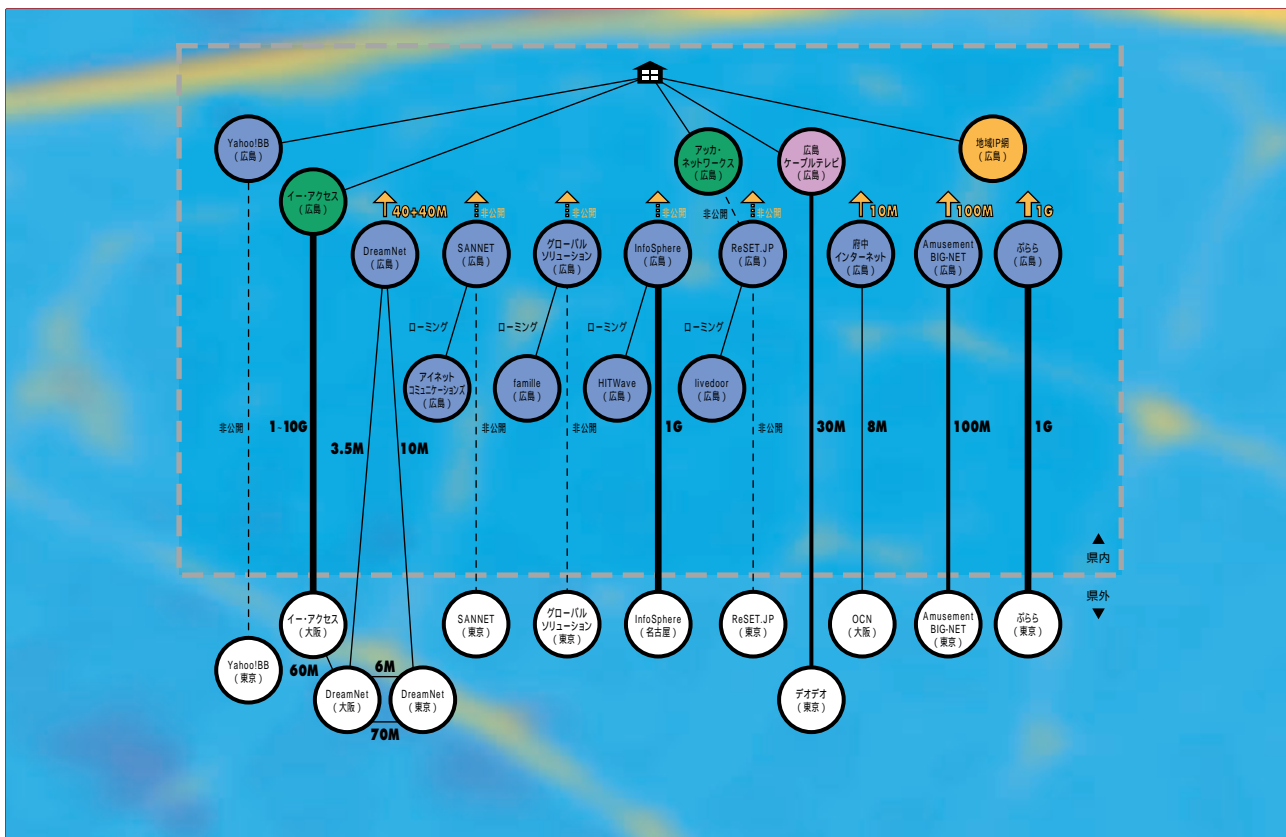 Yahoo!BB
(広島)
イー・アクセス
(広島)
アッカ・
ネットワークス
(広島)
広島
ケーブルテレビ
(広島)
地域IP網
(広島)
40+40M
非公開
非公開
非公開
非公開
非公開
10M
100M
1G
DreamNet
(広島)
SANNET
(広島)
グローバル
ソリューション
(広島)
InfoSphere
(広島)
ReSET.JP
(広島)
府中
インターネット
(広島)
Amusement
BIG-NET
(広島)
ぷらら
(広島)
ローミング
ローミング
ローミング
ローミング
アイネット
コミュニケーションズ
(広島)
famille
(広島)
HITWave
(広島)
livedoor
(広島)
非公開
1-10G
3.5M
10M
非公開
非公開
1G
非公開
30M
8M
100M
1G
▲
県内
県外
▼
イー・アクセス
(大阪)
SANNET
(東京)
グローバル
ソリューション
(東京)
InfoSphere
(名古屋)
ReSET.JP
(東京)
OCN
(大阪)
Amusement
BIG-NET
(東京)
ぷらら
(東京)
Yahoo!BB
(東京)
60M
6M
DreamNet
(大阪)
DreamNet
(東京)
70M
デオデオ
(東京)